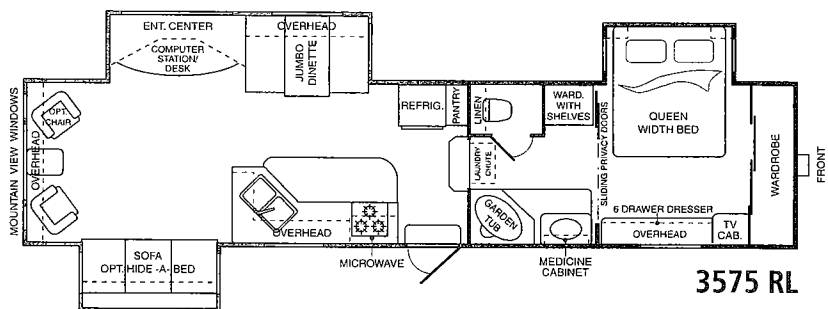 ENT. CENTER
OVERHEAD
COMPUTER
STATION/
DESK
JUMBO
DINETTE
MOUNTAIN VIEW WINDOWS
OPT.
CHAIR
OVERHEAD
REFRIG.
PANTRY
LINEN
WARD.
WITH
SHELVES
SLIDING PRIVACY DOORS
QUEEN
WIDTH BED
WARDROBE
FRONT
LAUNDRY
CHUTE
GARDEN
TUB
6 DRAWER DRESSER
OVERHEAD
TV
CAB.
OVERHEAD
SOFA
OPT. HIDE -A- BED
MICROWAVE
MEDICINE
CABINET
3575 RL